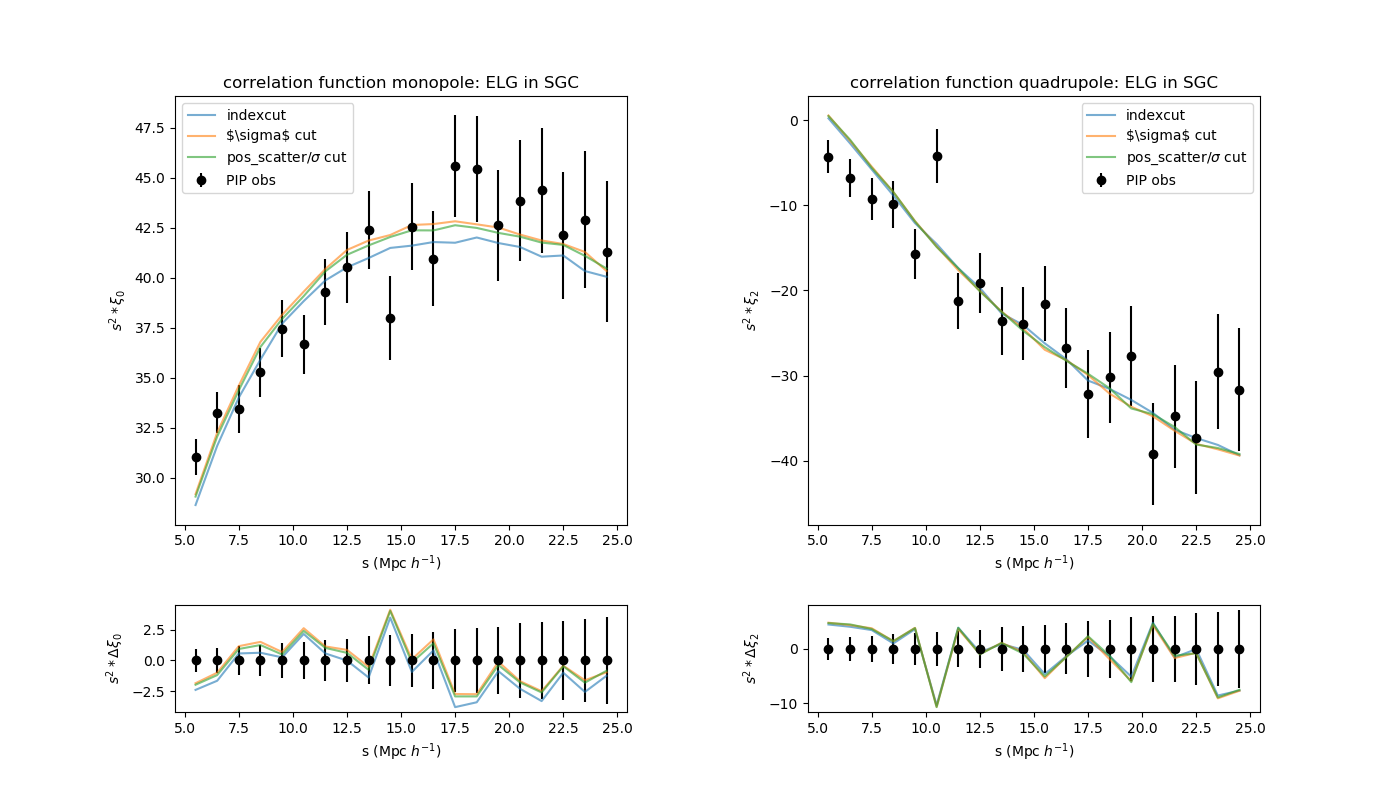 correlation function monopole: ELG in SGC
indexcut
$\sigma$ cut
pos_scatter/σ cut
PIP obs
47.5
45.0
42.5
40.0
37.5
35.0
32.5
30.0
s² * ξ₀
5.0 7.5 10.0 12.5 15.0 17.5 20.0 22.5 25.0
s (Mpc h⁻¹)
2.5
0.0
−2.5
s² * Δξ₀
5.0 7.5 10.0 12.5 15.0 17.5 20.0 22.5 25.0
s (Mpc h⁻¹)
correlation function quadrupole: ELG in SGC
indexcut
$\sigma$ cut
pos_scatter/σ cut
PIP obs
0
−10
−20
−30
−40
s² * ξ₂
5.0 7.5 10.0 12.5 15.0 17.5 20.0 22.5 25.0
s (Mpc h⁻¹)
0
−10
s² * Δξ₂
5.0 7.5 10.0 12.5 15.0 17.5 20.0 22.5 25.0
s (Mpc h⁻¹)